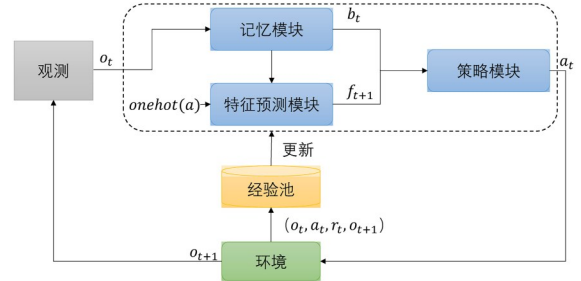 记忆模块
b_t
观测
o_t
策略模块
a_t
onehot(a)
特征预测模块
f_{t+1}
更新
经验池
(o_t, a_t, r_t, o_{t+1})
o_{t+1}
环境